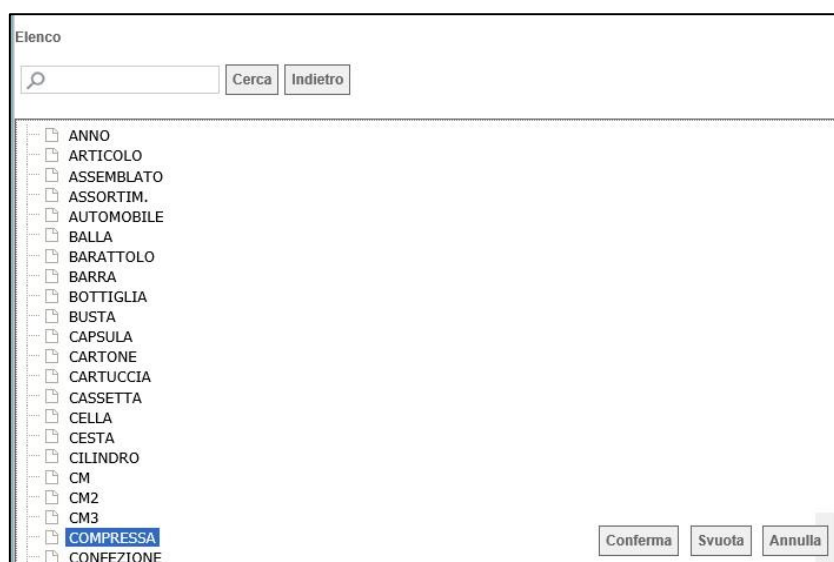 Elenco
Cerca Indietro
ANNO
ARTICOLO
ASSEMBLATO
ASSORTIM.
AUTOMOBILE
BALLA
BARATTOLO
BARRA
BOTTIGLIA
BUSTA
CAPSULA
CARTONE
CARTUCCIA
CASSETTA
CELLA
CESTA
CILINDRO
CM
CM2
CM3
COMPRESSA
CONFEZIONE
Conferma Svuota Annulla